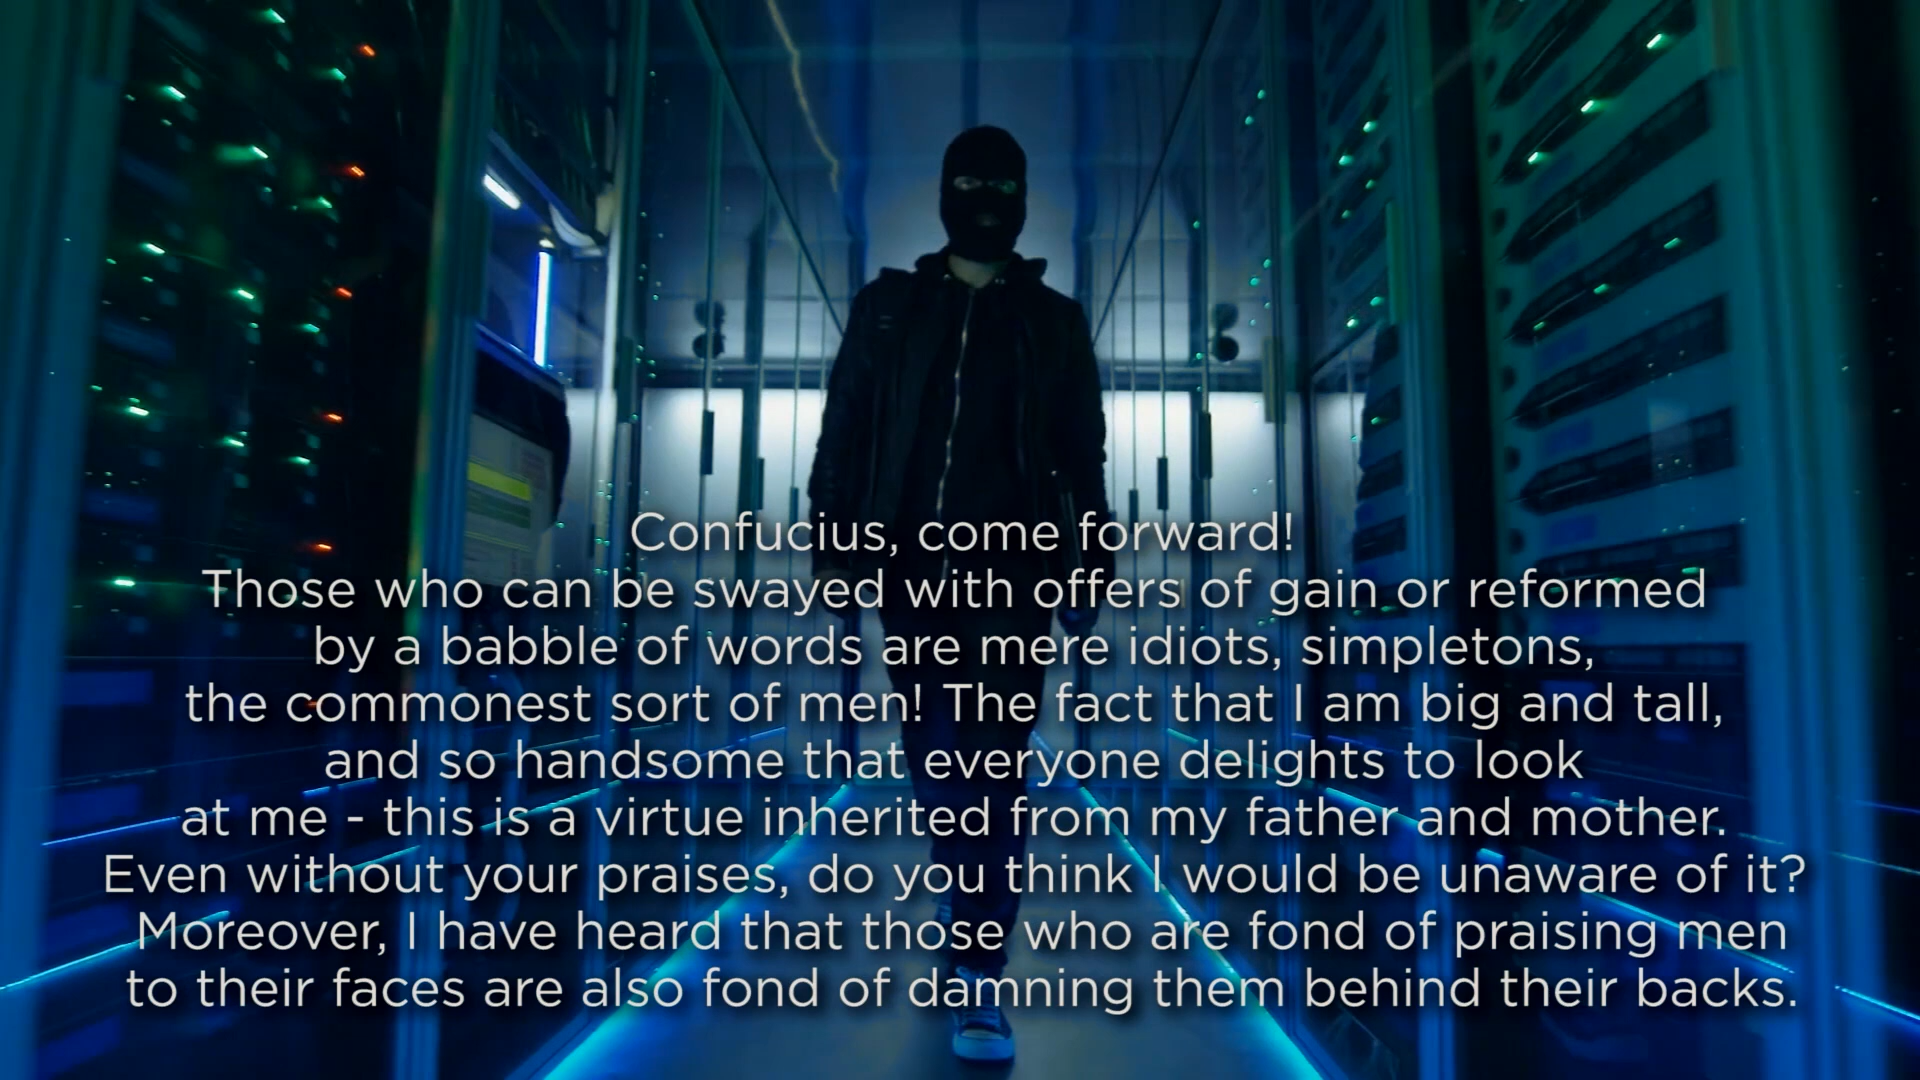 Confucius, come forward!
Those who can be swayed with offers of gain or reformed
by a babble of words are mere idiots, simpletons,
the commonest sort of men! The fact that I am big and tall,
and so handsome that everyone delights to look
at me - this is a virtue inherited from my father and mother.
Even without your praises, do you think I would be unaware of it?
Moreover, I have heard that those who are fond of praising men
to their faces are also fond of damning them behind their backs.